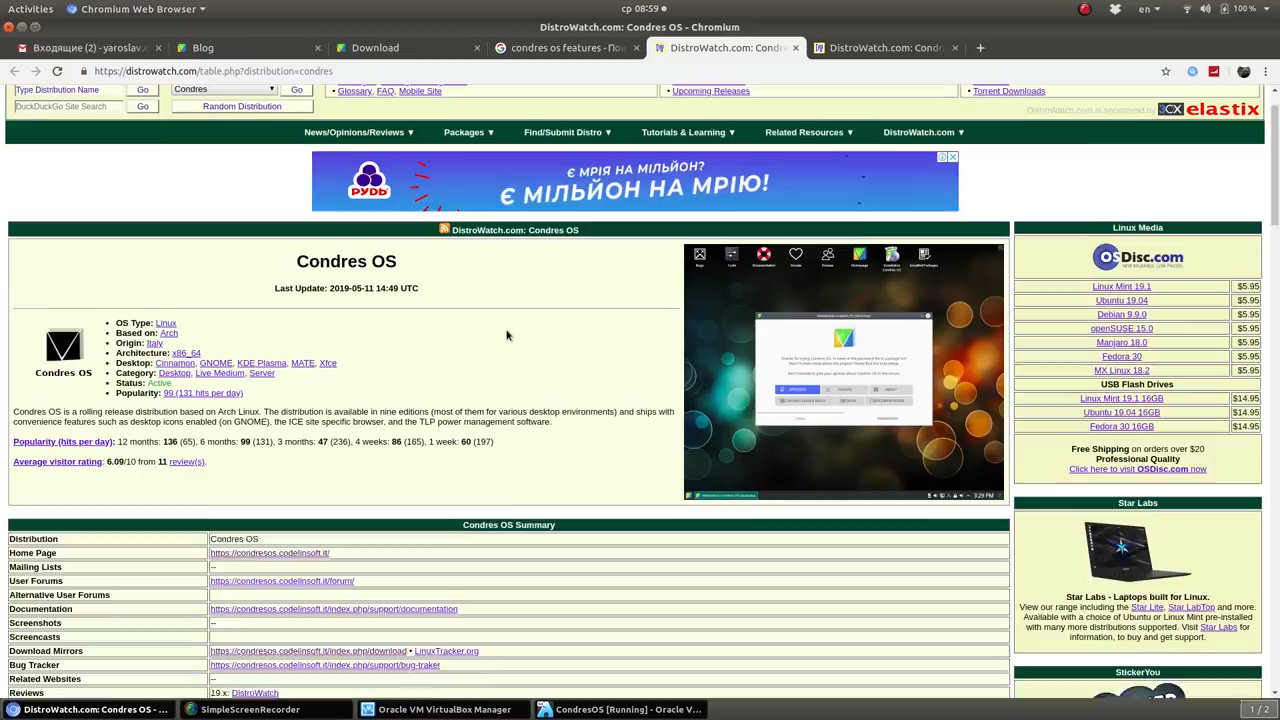 Activities
Chromium Web Browser
ср 08:59
en
100 %
DistroWatch.com: Condres OS - Chromium
Входящие (2) - yaroslav.c
Blog
Download
condres os features - По
DistroWatch.com: Condr
DistroWatch.com: Condr
https://distrowatch.com/table.php?distribution=condres
Type Distribution Name
Go
Condres
Go
Glossary, FAQ, Mobile Site
• Upcoming Releases
• Torrent Downloads
DuckDuckGo Site Search
Go
Random Distribution
DistroWatch.com is sponsored by 3CX elastix
News/Opinions/Reviews ▼
Packages ▼
Find/Submit Distro ▼
Tutorials & Learning ▼
Related Resources ▼
DistroWatch.com ▼
РУДЬ
Є МРІЯ НА МІЛЬЙОН?
Є МІЛЬЙОН НА МРІЮ!
DistroWatch.com: Condres OS
Condres OS
Last Update: 2019-05-11 14:49 UTC
Condres OS
• OS Type: Linux
• Based on: Arch
• Origin: Italy
• Architecture: x86_64
• Desktop: Cinnamon, GNOME, KDE Plasma, MATE, Xfce
• Category: Desktop, Live Medium, Server
• Status: Active
• Popularity: 99 (131 hits per day)
Condres OS is a rolling release distribution based on Arch Linux. The distribution is available in nine editions (most of them for various desktop environments) and ships with
convenience features such as desktop icons enabled (on GNOME), the ICE site specific browser, and the TLP power management software.
Popularity (hits per day): 12 months: 136 (65), 6 months: 99 (131), 3 months: 47 (236), 4 weeks: 86 (165), 1 week: 60 (197)
Average visitor rating: 6.09/10 from 11 review(s).
3:29 PM
Condres OS Summary
Distribution Condres OS
Home Page https://condresos.codelinsoft.it/
Mailing Lists --
User Forums https://condresos.codelinsoft.it/forum/
Alternative User Forums
Documentation https://condresos.codelinsoft.it/index.php/support/documentation
Screenshots --
Screencasts
Download Mirrors https://condresos.codelinsoft.it/index.php/download • LinuxTracker.org
Bug Tracker https://condresos.codelinsoft.it/index.php/support/bug-traker
Related Websites --
Reviews 19.x: DistroWatch
Linux Media
OSDisc.com
Linux Mint 19.1 $5.95
Ubuntu 19.04 $5.95
Debian 9.9.0 $5.95
openSUSE 15.0 $5.95
Manjaro 18.0 $5.95
Fedora 30 $5.95
MX Linux 18.2 $5.95
USB Flash Drives
Linux Mint 19.1 16GB $14.95
Ubuntu 19.04 16GB $14.95
Fedora 30 16GB $14.95
Free Shipping on orders over $20
Professional Quality
Click here to visit OSDisc.com now
Star Labs
Star Labs - Laptops built for Linux.
View our range including the Star Lite, Star LabTop and more.
Available with a choice of Ubuntu or Linux Mint pre-installed
with many more distributions supported. Visit Star Labs for
information, to buy and get support.
StickerYou
DistroWatch.com: Condres OS - ...
SimpleScreenRecorder
Oracle VM VirtualBox Manager
CondresOS [Running] - Oracle V...
1 / 2